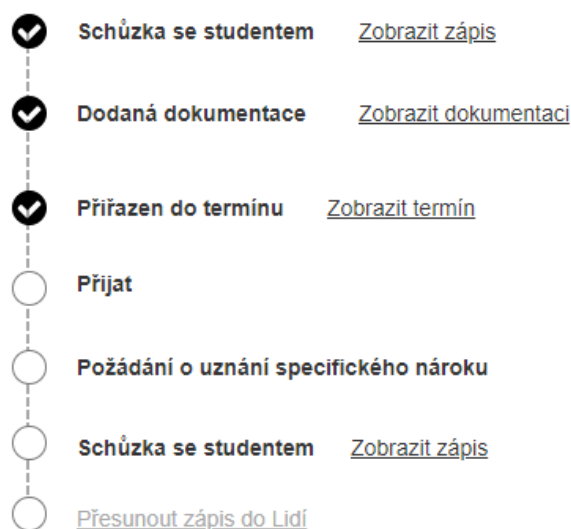 Schůzka se studentem Zobrazit zápis
Dodaná dokumentace Zobrazit dokumentaci
Přiřazen do termínu Zobrazit termín
Přijat
Požádání o uznání specifického nároku
Schůzka se studentem Zobrazit zápis
Přesunout zápis do Lidí